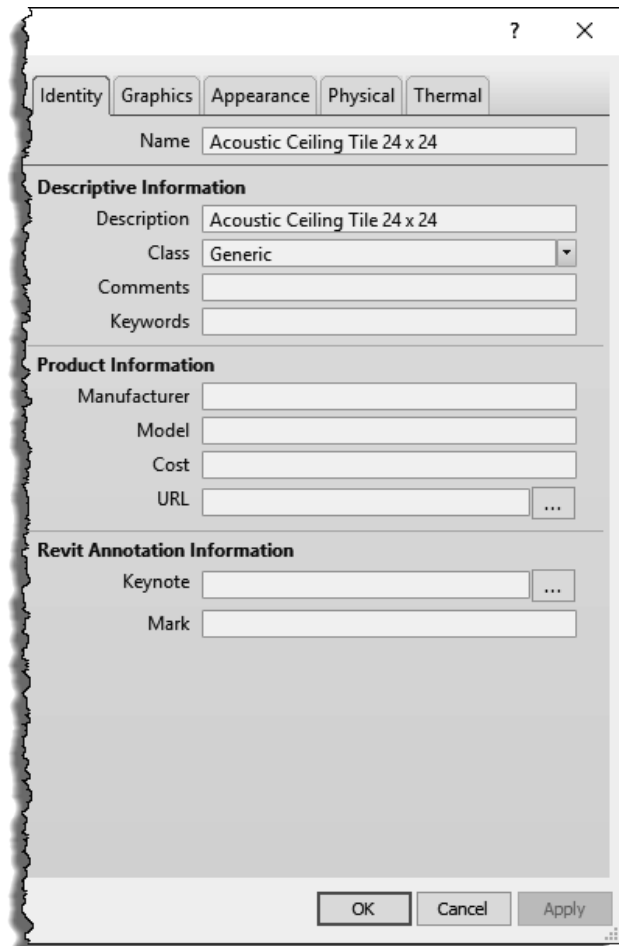 ?
Identity Graphics Appearance Physical Thermal
Name Acoustic Ceiling Tile 24 x 24
Descriptive Information
Description Acoustic Ceiling Tile 24 x 24
Class Generic
Comments
Keywords
Product Information
Manufacturer
Model
Cost
URL ...
Revit Annotation Information
Keynote ...
Mark
OK Cancel Apply